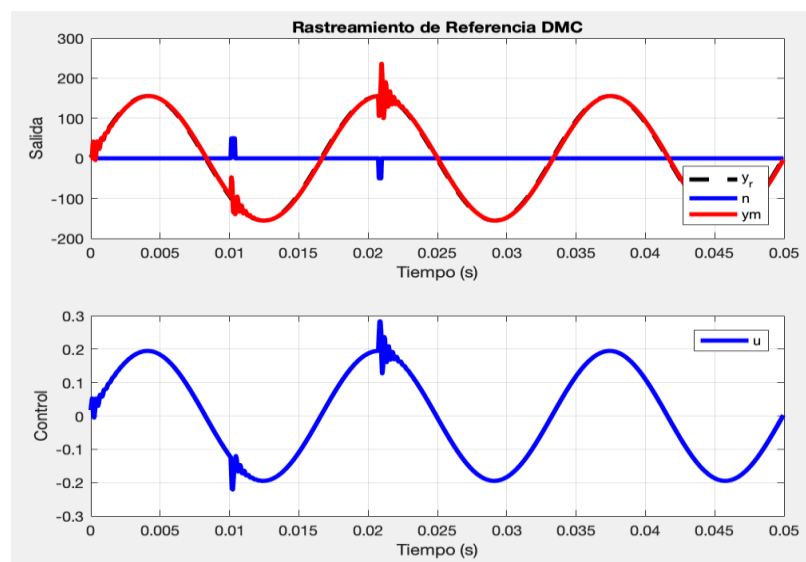 Rastreamiento de Referencia DMC
Salida
300
200
100
0
-100
-200
0 0.005 0.01 0.015 0.02 0.025 0.03 0.035 0.04 0.045 0.05
Tiempo (s)
y_r
n
ym
Control
0.3
0.2
0.1
0
-0.1
-0.2
-0.3
0 0.005 0.01 0.015 0.02 0.025 0.03 0.035 0.04 0.045 0.05
Tiempo (s)
u